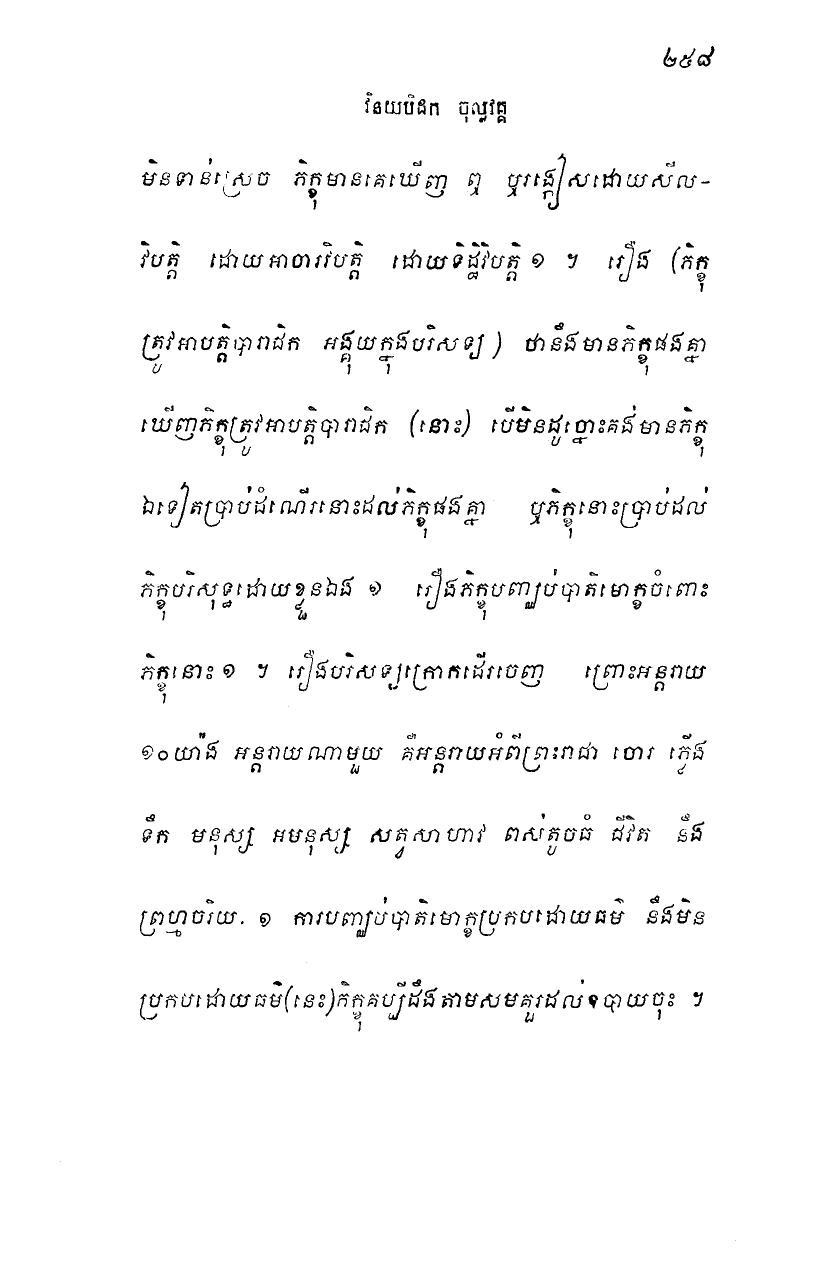 ២៥៨
វិនយបិដក ចុល្លវគ្គ
មិនទាន់ស្រេច ភិក្ខុមានគេឃើញ ឮ ឬរង្កៀសដោយសីល-
វិបត្តិ ដោយអាចារវិបត្តិ ដោយទិដ្ឋិវិបត្តិ ១ ។ រឿង (ភិក្ខុ
ត្រូវអាបត្តិបារាជិក អង្គុយក្នុងបរិសទ្យ) ថានឹងមានភិក្ខុផងគ្នា
ឃើញភិក្ខុត្រូវអាបត្តិបារាជិក (នោះ) បើមិនដូច្នោះគង់មានភិក្ខុ
ឯទៀតប្រាប់ដំណើរនោះដល់ភិក្ខុផងគ្នា ឬភិក្ខុនោះប្រាប់ដល់
ភិក្ខុបរិសុទ្ធដោយខ្លួនឯង ១ រឿងភិក្ខុបញ្ឈប់បាតិមោក្ខចំពោះ
ភិក្ខុនោះ ១ ។ រឿងបរិសទ្យក្រោកដើរចេញ ព្រោះអន្តរាយ
១០យ៉ាង អន្តរាយណាមួយ គឺអន្តរាយអំពីព្រះរាជា ចោរ ភ្លើង
ទឹក មនុស្ស អមនុស្ស សត្វសាហាវ ពស់តូចធំ ជីវិត នឹង
ព្រហ្មចរិយ. ១ ការបញ្ឈប់បាតិមោក្ខប្រកបដោយធម៌ នឹងមិន
ប្រកបដោយធម៌(នេះ)ភិក្ខុគប្បីដឹងតាមសមគួរដល់ឧបាយចុះ ។